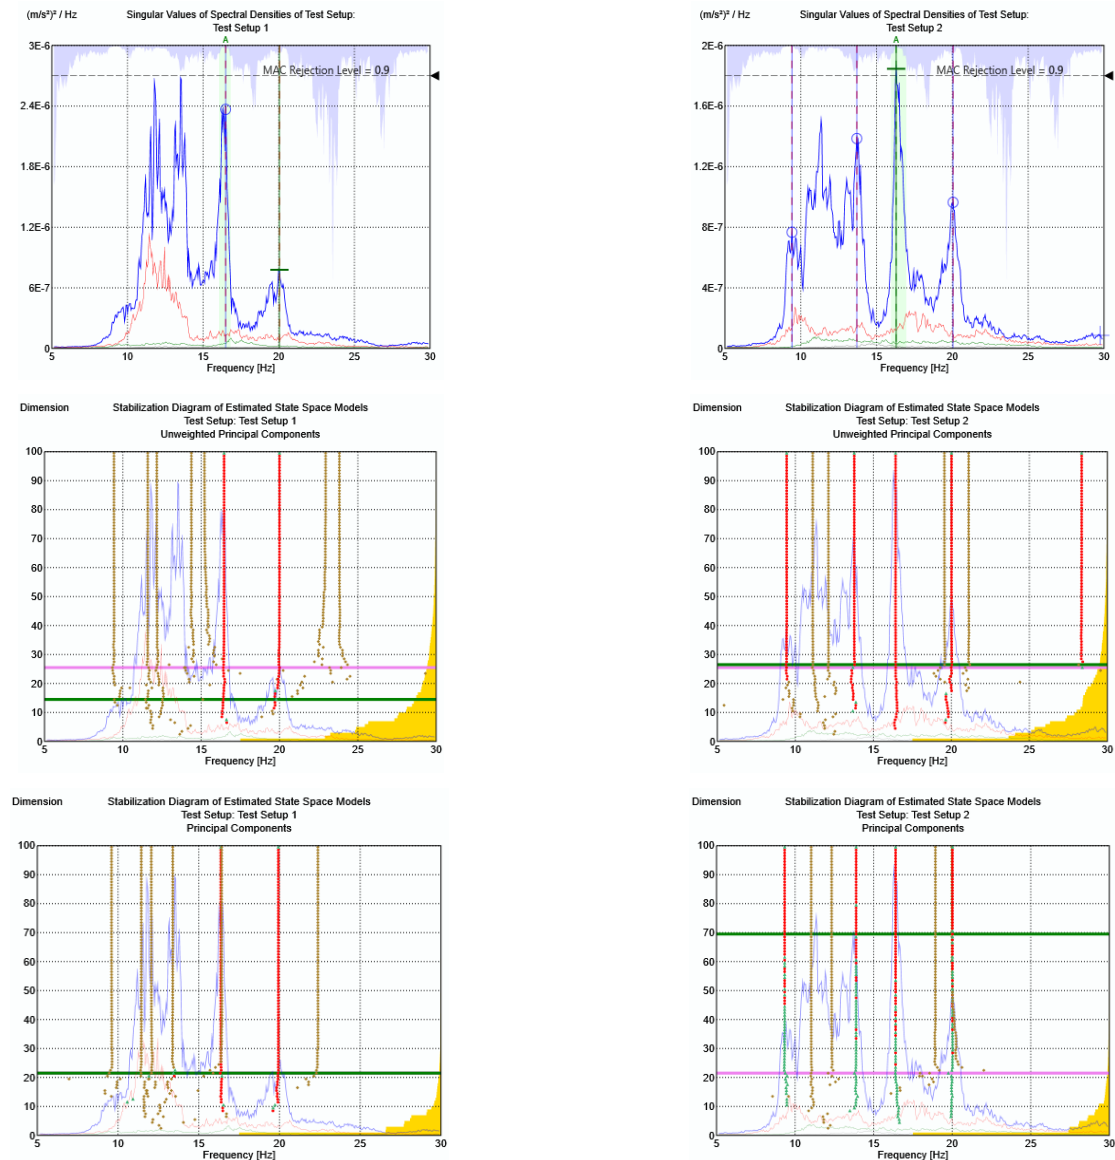 (m/s²)² / Hz Singular Values of Spectral Densities of Test Setup:
Test Setup 1
3E-6
A
MAC Rejection Level = 0.9
2.4E-6
1.8E-6
1.2E-6
6E-7
0
5 10 15 20 25 30
Frequency [Hz]
(m/s²)² / Hz Singular Values of Spectral Densities of Test Setup:
Test Setup 2
2E-6
A
MAC Rejection Level = 0.9
1.6E-6
1.2E-6
8E-7
4E-7
0
5 10 15 20 25 30
Frequency [Hz]
Dimension Stabilization Diagram of Estimated State Space Models
Test Setup: Test Setup 1
Unweighted Principal Components
100
90
80
70
60
50
40
30
20
10
0
5 10 15 20 25 30
Frequency [Hz]
Dimension Stabilization Diagram of Estimated State Space Models
Test Setup: Test Setup 2
Unweighted Principal Components
100
90
80
70
60
50
40
30
20
10
0
5 10 15 20 25 30
Frequency [Hz]
Dimension Stabilization Diagram of Estimated State Space Models
Test Setup: Test Setup 1
Principal Components
100
90
80
70
60
50
40
30
20
10
0
5 10 15 20 25 30
Frequency [Hz]
Dimension Stabilization Diagram of Estimated State Space Models
Test Setup: Test Setup 2
Principal Components
100
90
80
70
60
50
40
30
20
10
0
5 10 15 20 25 30
Frequency [Hz]